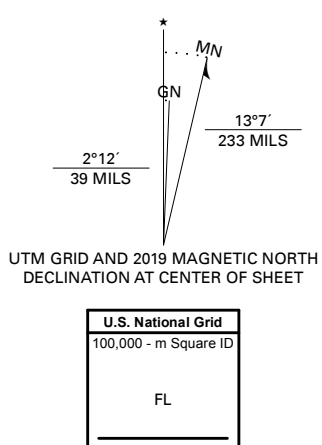 ★
MN
GN
13°7´
233 MILS
2°12´
39 MILS
UTM GRID AND 2019 MAGNETIC NORTH
DECLINATION AT CENTER OF SHEET
U.S. National Grid
100,000 - m Square ID
FL